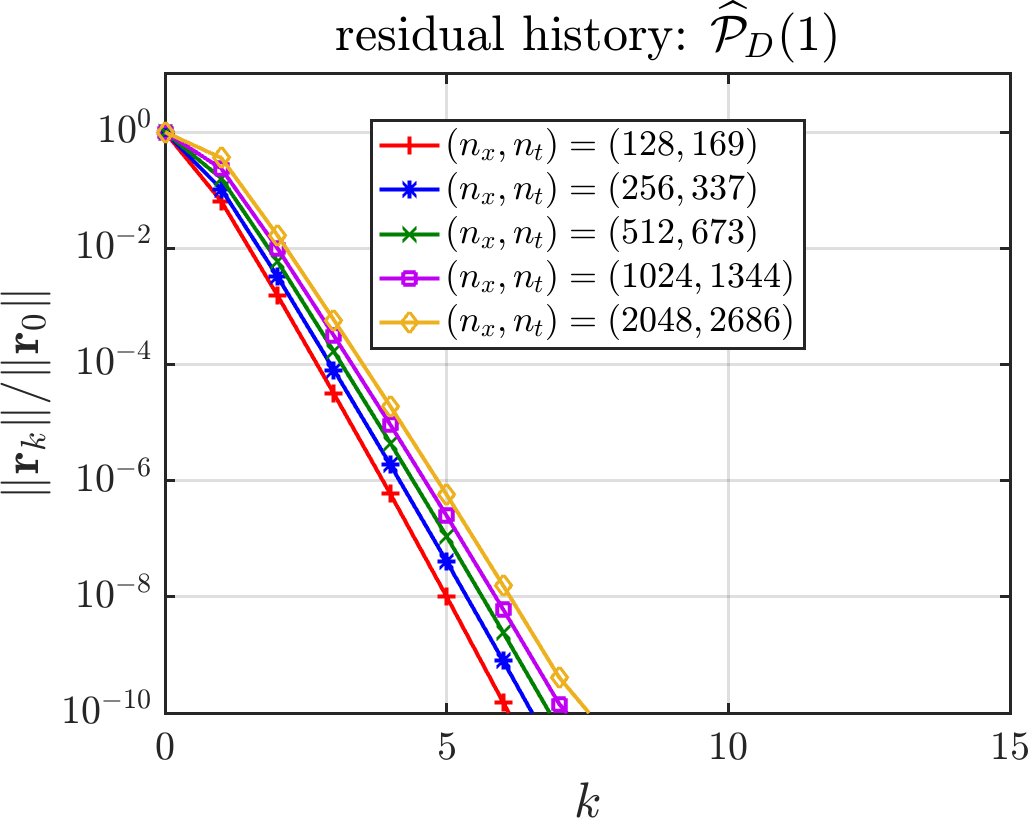 residual history: $\widehat{\mathcal{P}}_D(1)$
$\|\mathbf{r}_k\|/\|\mathbf{r}_0\|$
$10^0$
$10^{-2}$
$10^{-4}$
$10^{-6}$
$10^{-8}$
$10^{-10}$
$(n_x, n_t) = (128, 169)$
$(n_x, n_t) = (256, 337)$
$(n_x, n_t) = (512, 673)$
$(n_x, n_t) = (1024, 1344)$
$(n_x, n_t) = (2048, 2686)$
0 5 10 15
$k$